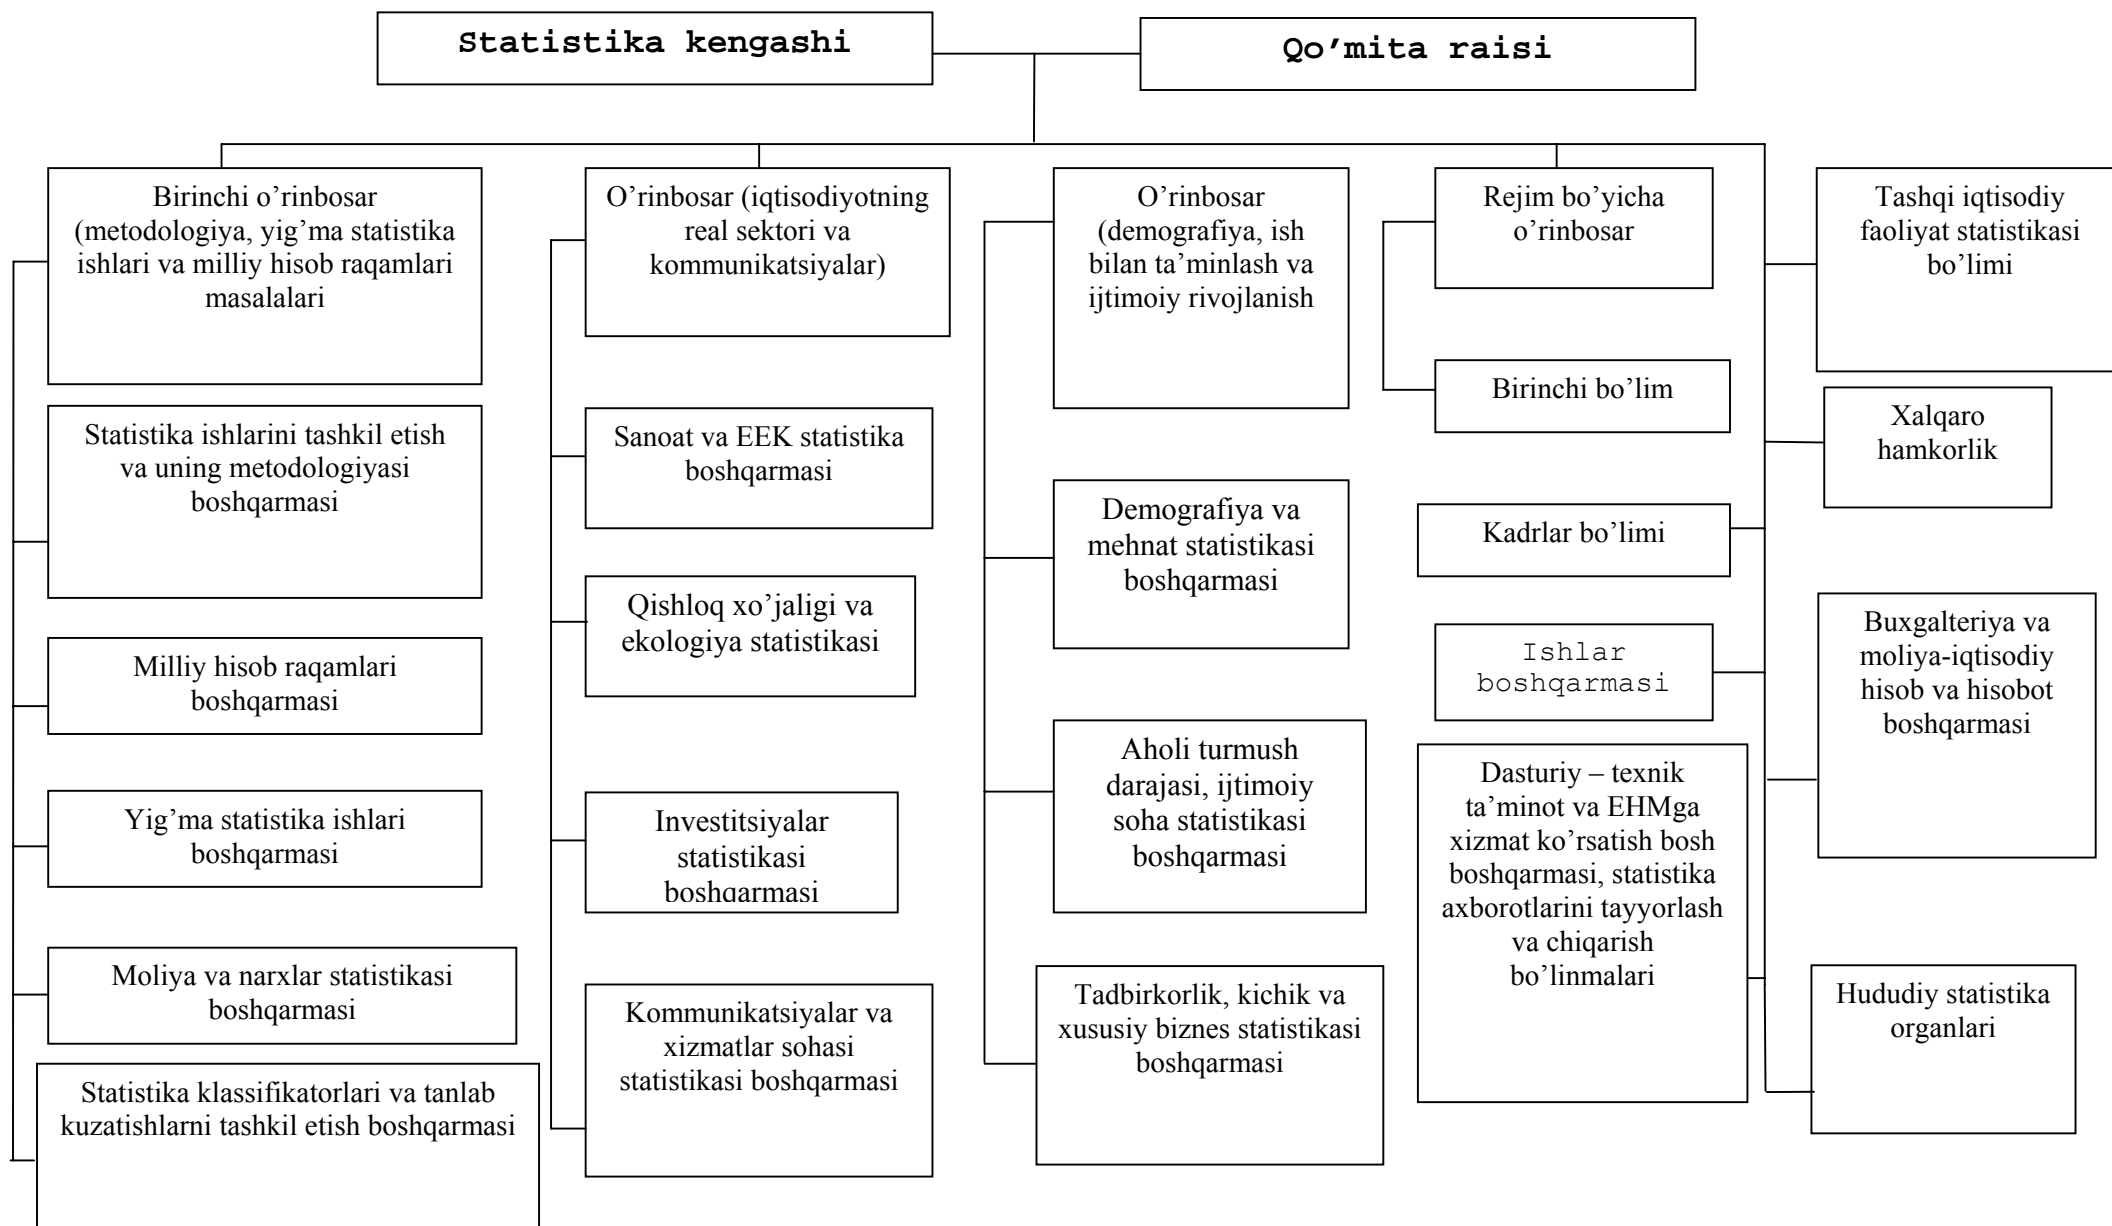 Statistika kengashi
Qo’mita raisi
Birinchi o’rinbosar
(metodologiya, yig’ma statistika
ishlari va milliy hisob raqamlari
masalalari
Statistika ishlarini tashkil etish
va uning metodologiyasi
boshqarmasi
Milliy hisob raqamlari
boshqarmasi
Yig’ma statistika ishlari
boshqarmasi
Moliya va narxlar statistikasi
boshqarmasi
Statistika klassifikatorlari va tanlab
kuzatishlarni tashkil etish boshqarmasi
O’rinbosar (iqtisodiyotning
real sektori va
kommunikatsiyalar)
Sanoat va EEK statistika
boshqarmasi
Qishloq xo’jaligi va
ekologiya statistikasi
Investitsiyalar
statistikasi
boshqarmasi
Kommunikatsiyalar va
xizmatlar sohasi
statistikasi boshqarmasi
O’rinbosar
(demografiya, ish
bilan ta’minlash va
ijtimoiy rivojlanish
Demografiya va
mehnat statistikasi
boshqarmasi
Aholi turmush
darajasi, ijtimoiy
soha statistikasi
boshqarmasi
Tadbirkorlik, kichik va
xususiy biznes statistikasi
boshqarmasi
Rejim bo’yicha
o’rinbosar
Birinchi bo’lim
Kadrlar bo’limi
Ishlar
boshqarmasi
Dasturiy – texnik
ta’minot va EHMga
xizmat ko’rsatish bosh
boshqarmasi, statistika
axborotlarini tayyorlash
va chiqarish
bo’linmalari
Tashqi iqtisodiy
faoliyat statistikasi
bo’limi
Xalqaro
hamkorlik
Buxgalteriya va
moliya-iqtisodiy
hisob va hisobot
boshqarmasi
Hududiy statistika
organlari